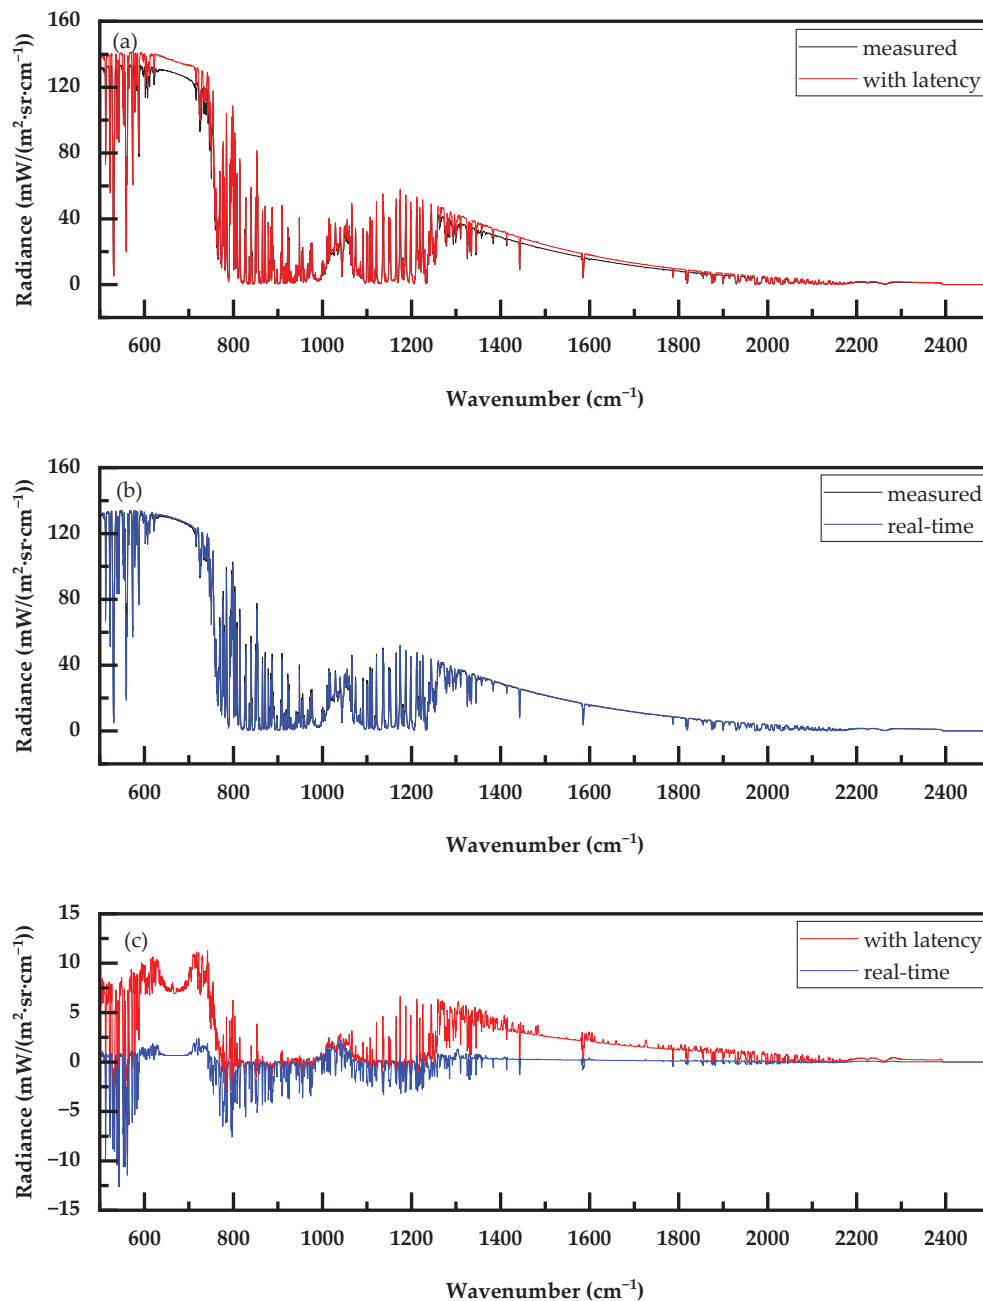 (a)
measured
with latency
160
120
80
40
0
Radiance (mW/(m²·sr·cm⁻¹))
600 800 1000 1200 1400 1600 1800 2000 2200 2400
Wavenumber (cm⁻¹)
(b)
measured
real-time
160
120
80
40
0
Radiance (mW/(m²·sr·cm⁻¹))
600 800 1000 1200 1400 1600 1800 2000 2200 2400
Wavenumber (cm⁻¹)
(c)
with latency
real-time
15
10
5
0
−5
−10
−15
Radiance (mW/(m²·sr·cm⁻¹))
600 800 1000 1200 1400 1600 1800 2000 2200 2400
Wavenumber (cm⁻¹)